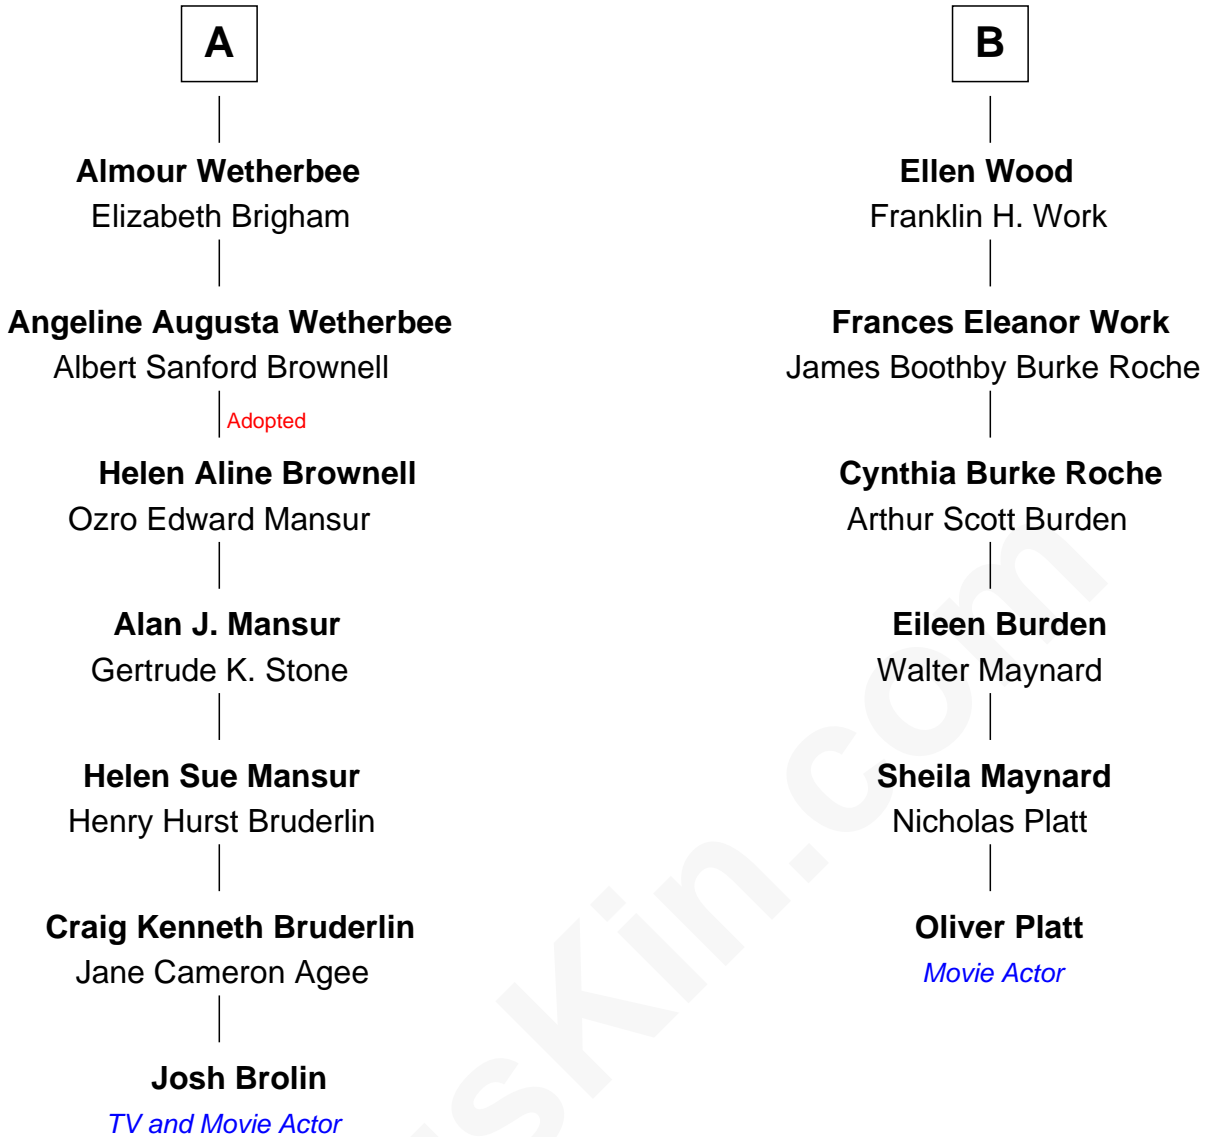 A
Almour Wetherbee
Elizabeth Brigham
Angeline Augusta Wetherbee
Albert Sanford Brownell
Adopted
Helen Aline Brownell
Ozro Edward Mansur
Alan J. Mansur
Gertrude K. Stone
Helen Sue Mansur
Henry Hurst Bruderlin
Craig Kenneth Bruderlin
Jane Cameron Agee
Josh Brolin
TV and Movie Actor
B
Ellen Wood
Franklin H. Work
Frances Eleanor Work
James Boothby Burke Roche
Cynthia Burke Roche
Arthur Scott Burden
Eileen Burden
Walter Maynard
Sheila Maynard
Nicholas Platt
Oliver Platt
Movie Actor
sKin.com